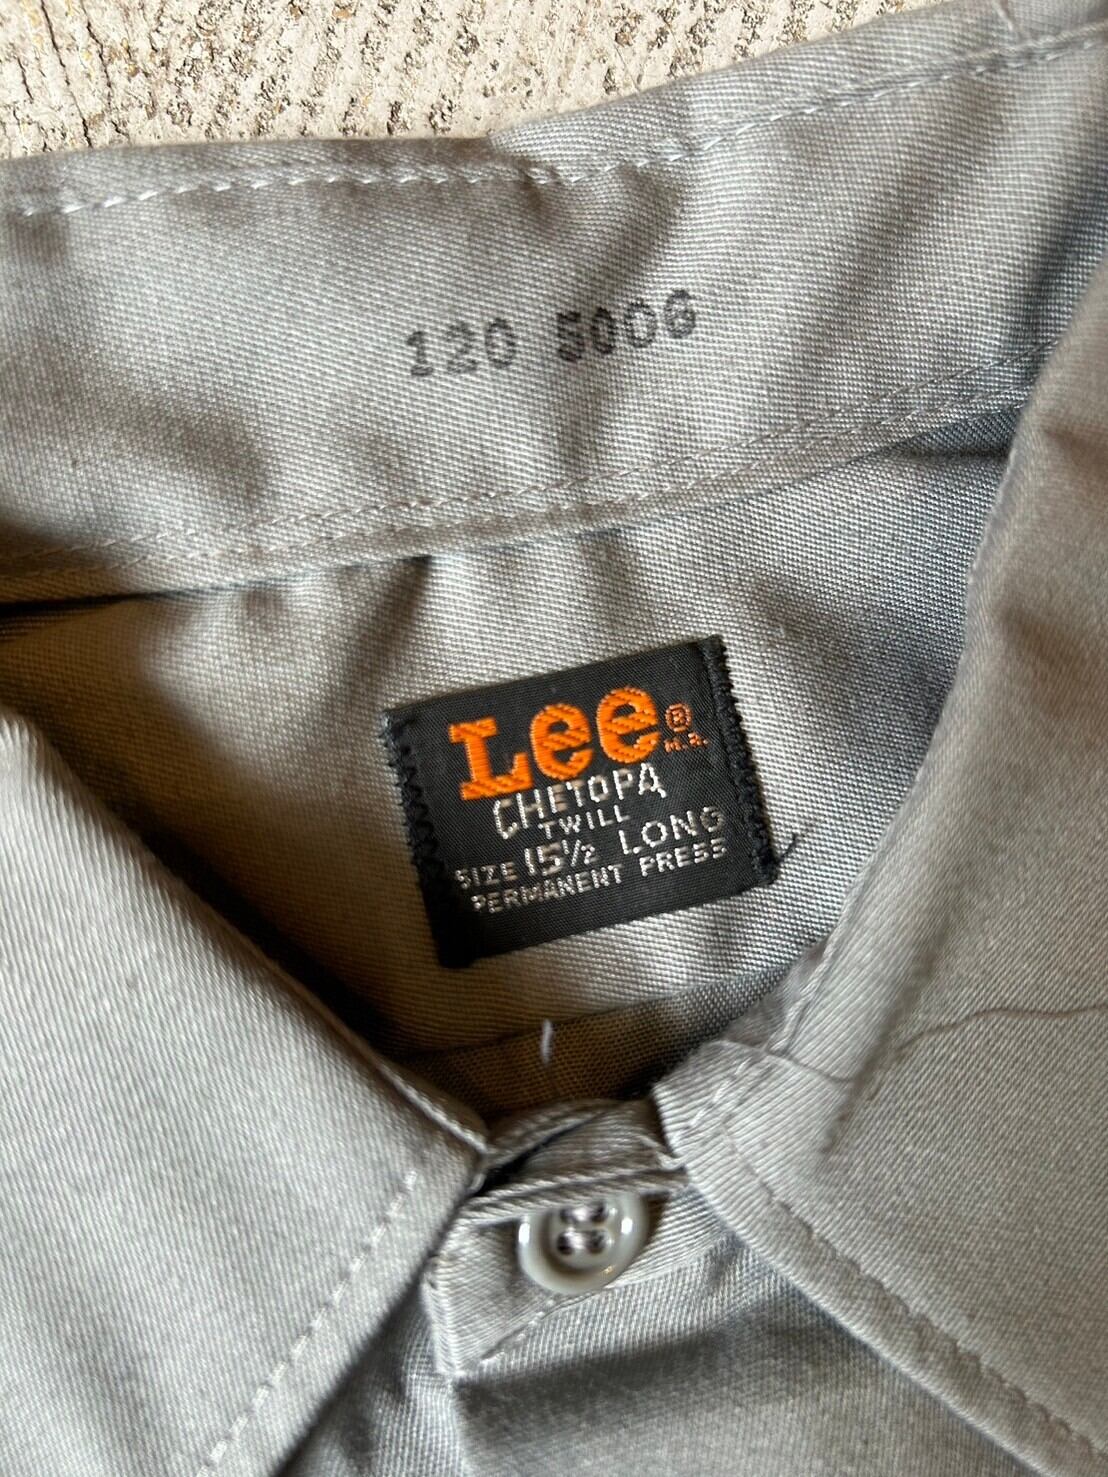 120 5006
Lee®
M.R.
CHETOPA
TWILL
SIZE 15½ LONG
PERMANENT PRESS